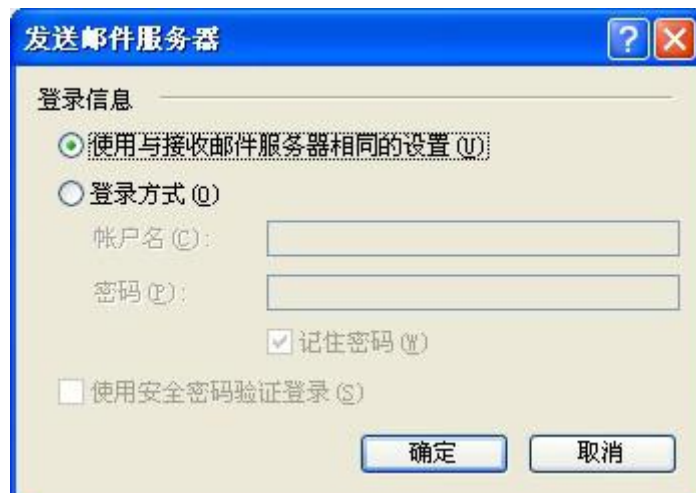 发送邮件服务器
登录信息
使用与接收邮件服务器相同的设置(U)
登录方式(O)
帐户名(C):
密码(P):
记住密码(W)
使用安全密码验证登录(S)
确定 取消